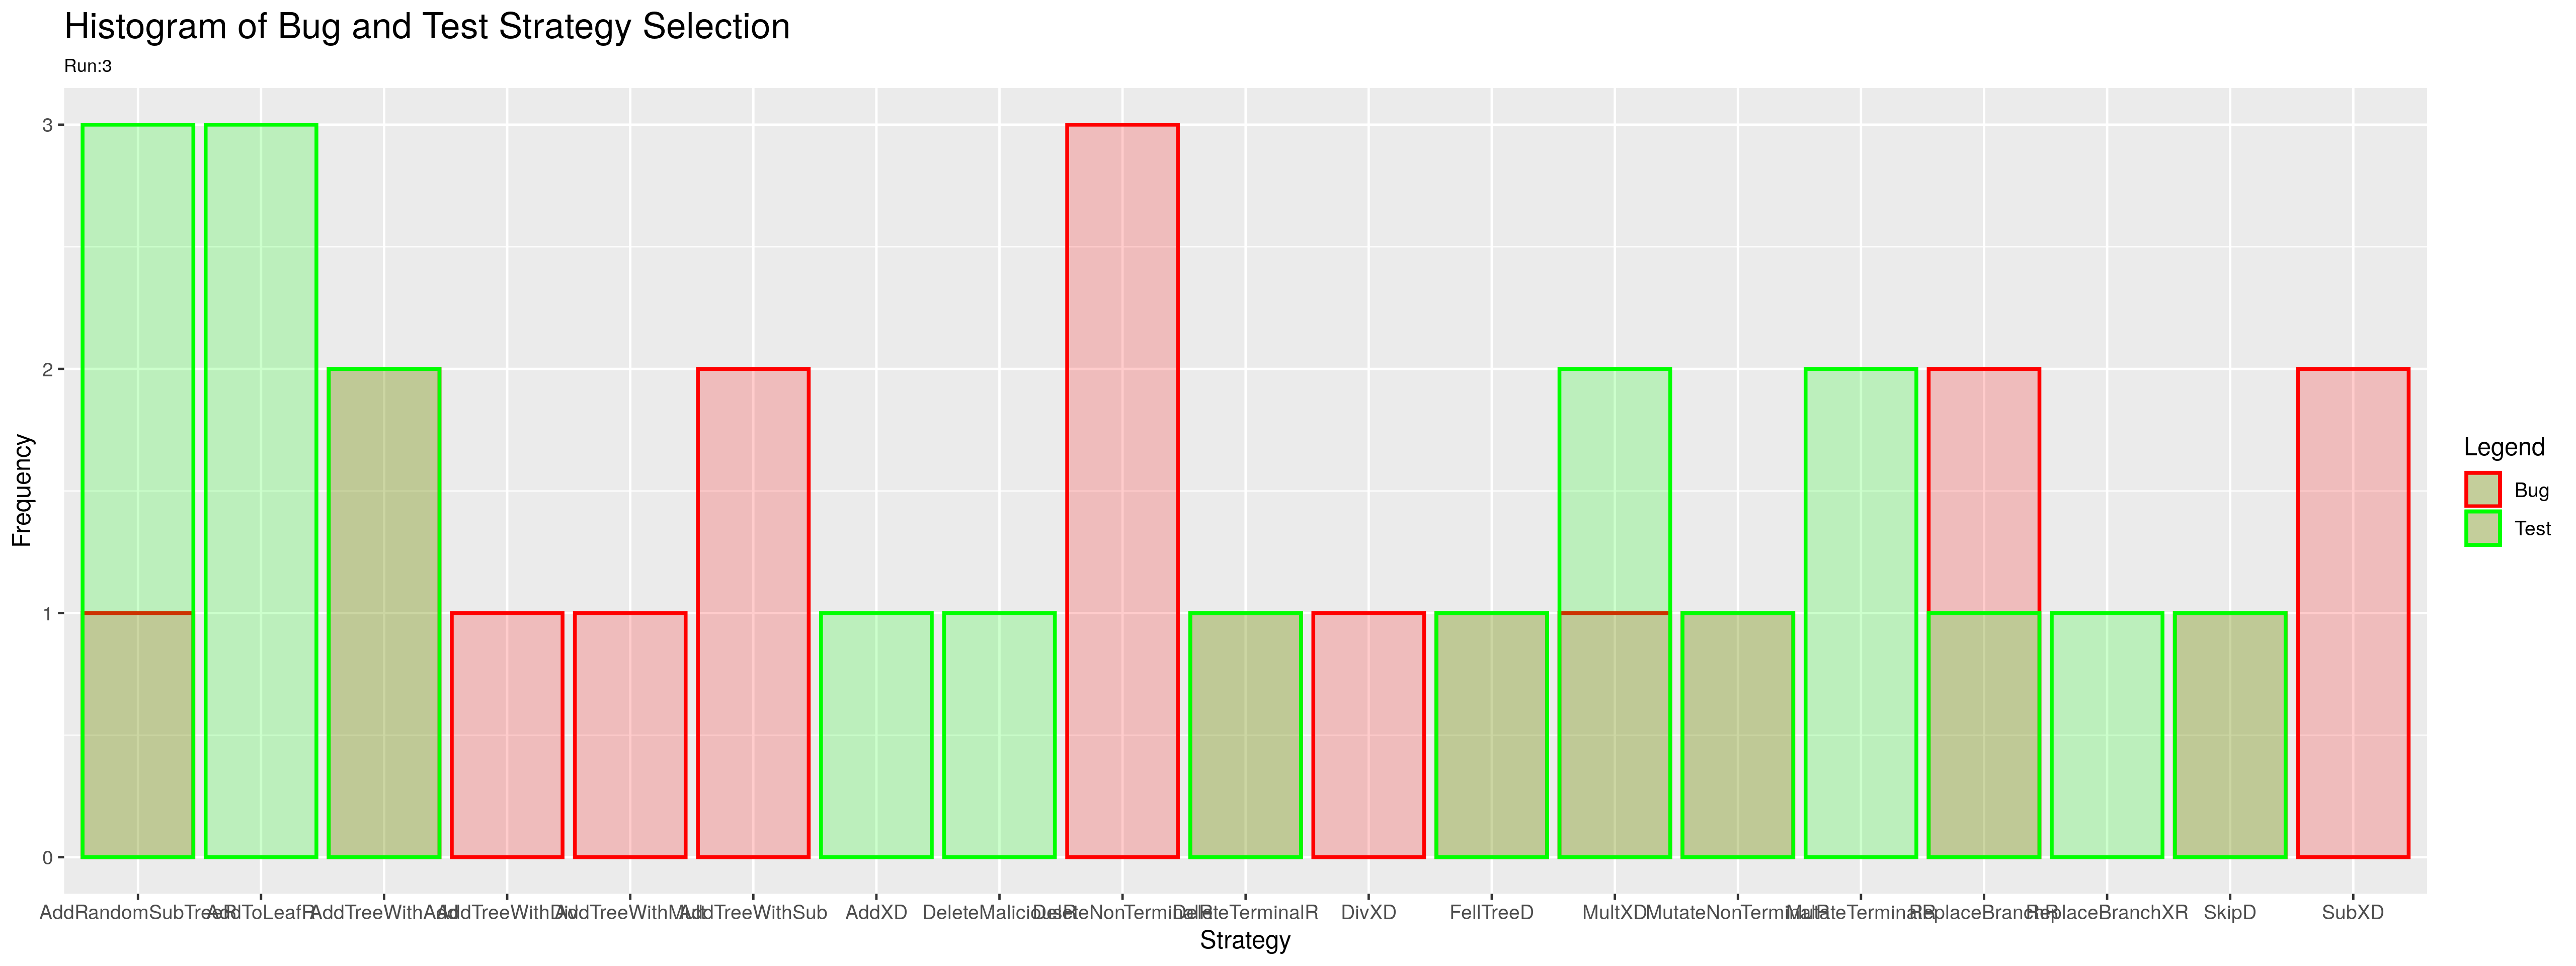 Histogram of Bug and Test Strategy Selection
Run:3
3
2
1
0
Frequency
AddRandomSubTreeR AddToLeafR AddTreeWithAdd AddTreeWithDiv AddTreeWithMult AddTreeWithSub AddXD DeleteMaliciousR DeleteNonTerminalR DeleteTerminalR DivXD FellTreeD MultXD MutateNonTerminalR MutateTerminalR ReplaceBranchR ReplaceBranchXR SkipD SubXD
Strategy
Legend
Bug
Test